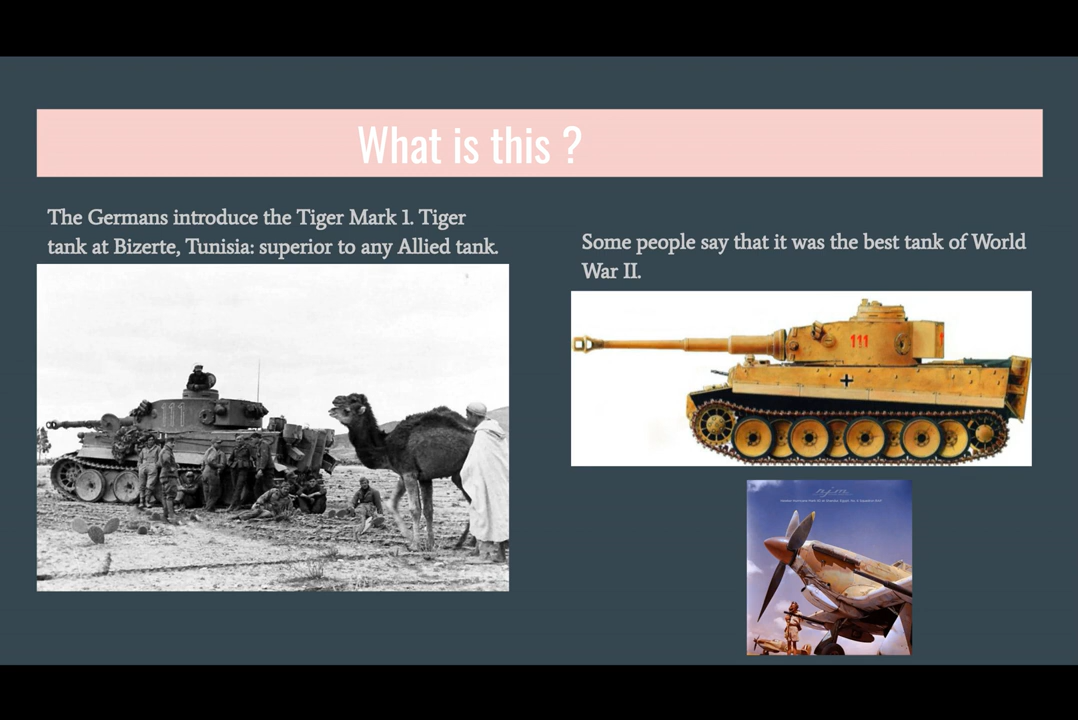 What is this ?
The Germans introduce the Tiger Mark 1. Tiger
tank at Bizerte, Tunisia: superior to any Allied tank.
Some people say that it was the best tank of World
War II.
111
111